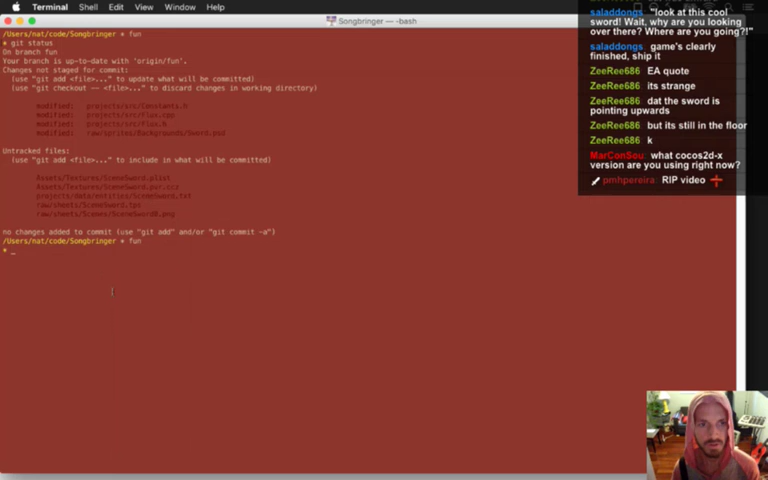 Terminal Shell Edit View Window Help
Songbringer — -bash
/Users/nat/code/Songbringer * fun
* git status
On branch fun
Your branch is up-to-date with 'origin/fun'.
Changes not staged for commit:
(use "git add <file>..." to update what will be committed)
(use "git checkout -- <file>..." to discard changes in working directory)
modified: projects/src/Constants.h
modified: projects/src/Flux.cpp
modified: projects/src/Flux.h
modified: raw/sprites/Backgrounds/Sword.psd
Untracked files:
(use "git add <file>..." to include in what will be committed)
Assets/Textures/SceneSword.plist
Assets/Textures/SceneSword.pvr.ccz
projects/data/entities/SceneSword.txt
raw/sheets/SceneSword.tps
raw/sheets/SceneSword0.png
no changes added to commit (use "git add" and/or "git commit -a")
/Users/nat/code/Songbringer * fun
* _
saladdongs "look at this cool
sword! Wait, why are you looking
over there? Where are you going?!"
saladdongs game's clearly
finished, ship it
ZeeRee686 EA quote
ZeeRee686 its strange
ZeeRee686 dat the sword is
pointing upwards
ZeeRee686 but its still in the floor
ZeeRee686 k
MarConSou what cocos2d-x
version are you using right now?
pmhpereira: RIP video